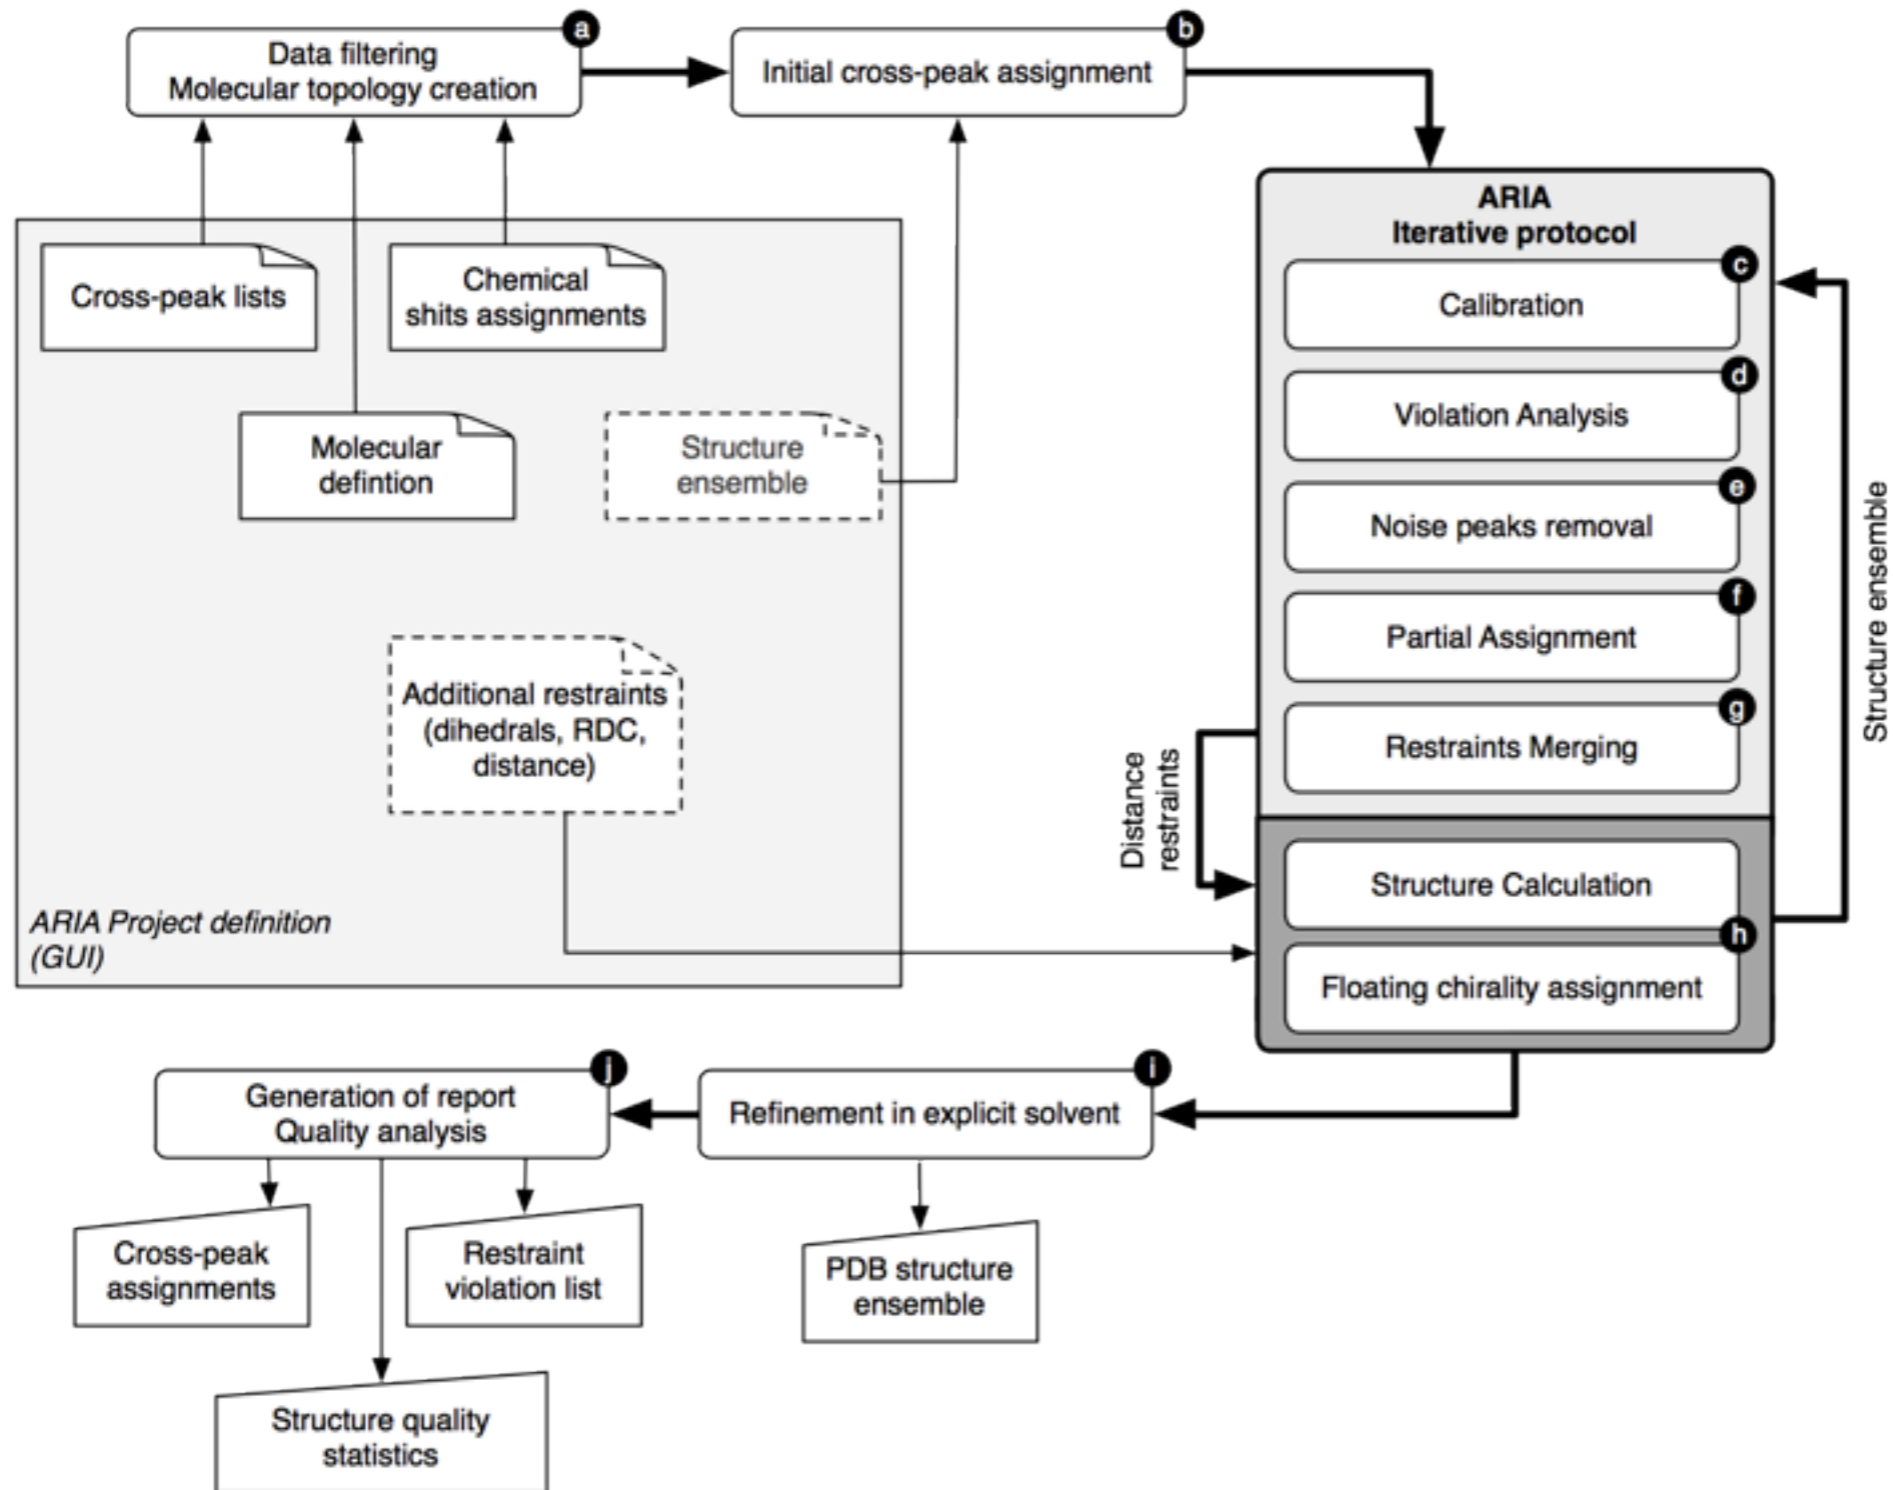 a
Data filtering
Molecular topology creation
b
Initial cross-peak assignment
ARIA
Iterative protocol
c
Calibration
d
Violation Analysis
e
Noise peaks removal
f
Partial Assignment
g
Restraints Merging
Structure Calculation
h
Floating chirality assignment
Distance
restraints
Structure ensemble
Cross-peak lists
Chemical
shits assignments
Molecular
defintion
Structure
ensemble
Additional restraints
(dihedrals, RDC,
distance)
ARIA Project definition
(GUI)
i
Refinement in explicit solvent
PDB structure
ensemble
j
Generation of report
Quality analysis
Cross-peak
assignments
Restraint
violation list
Structure quality
statistics